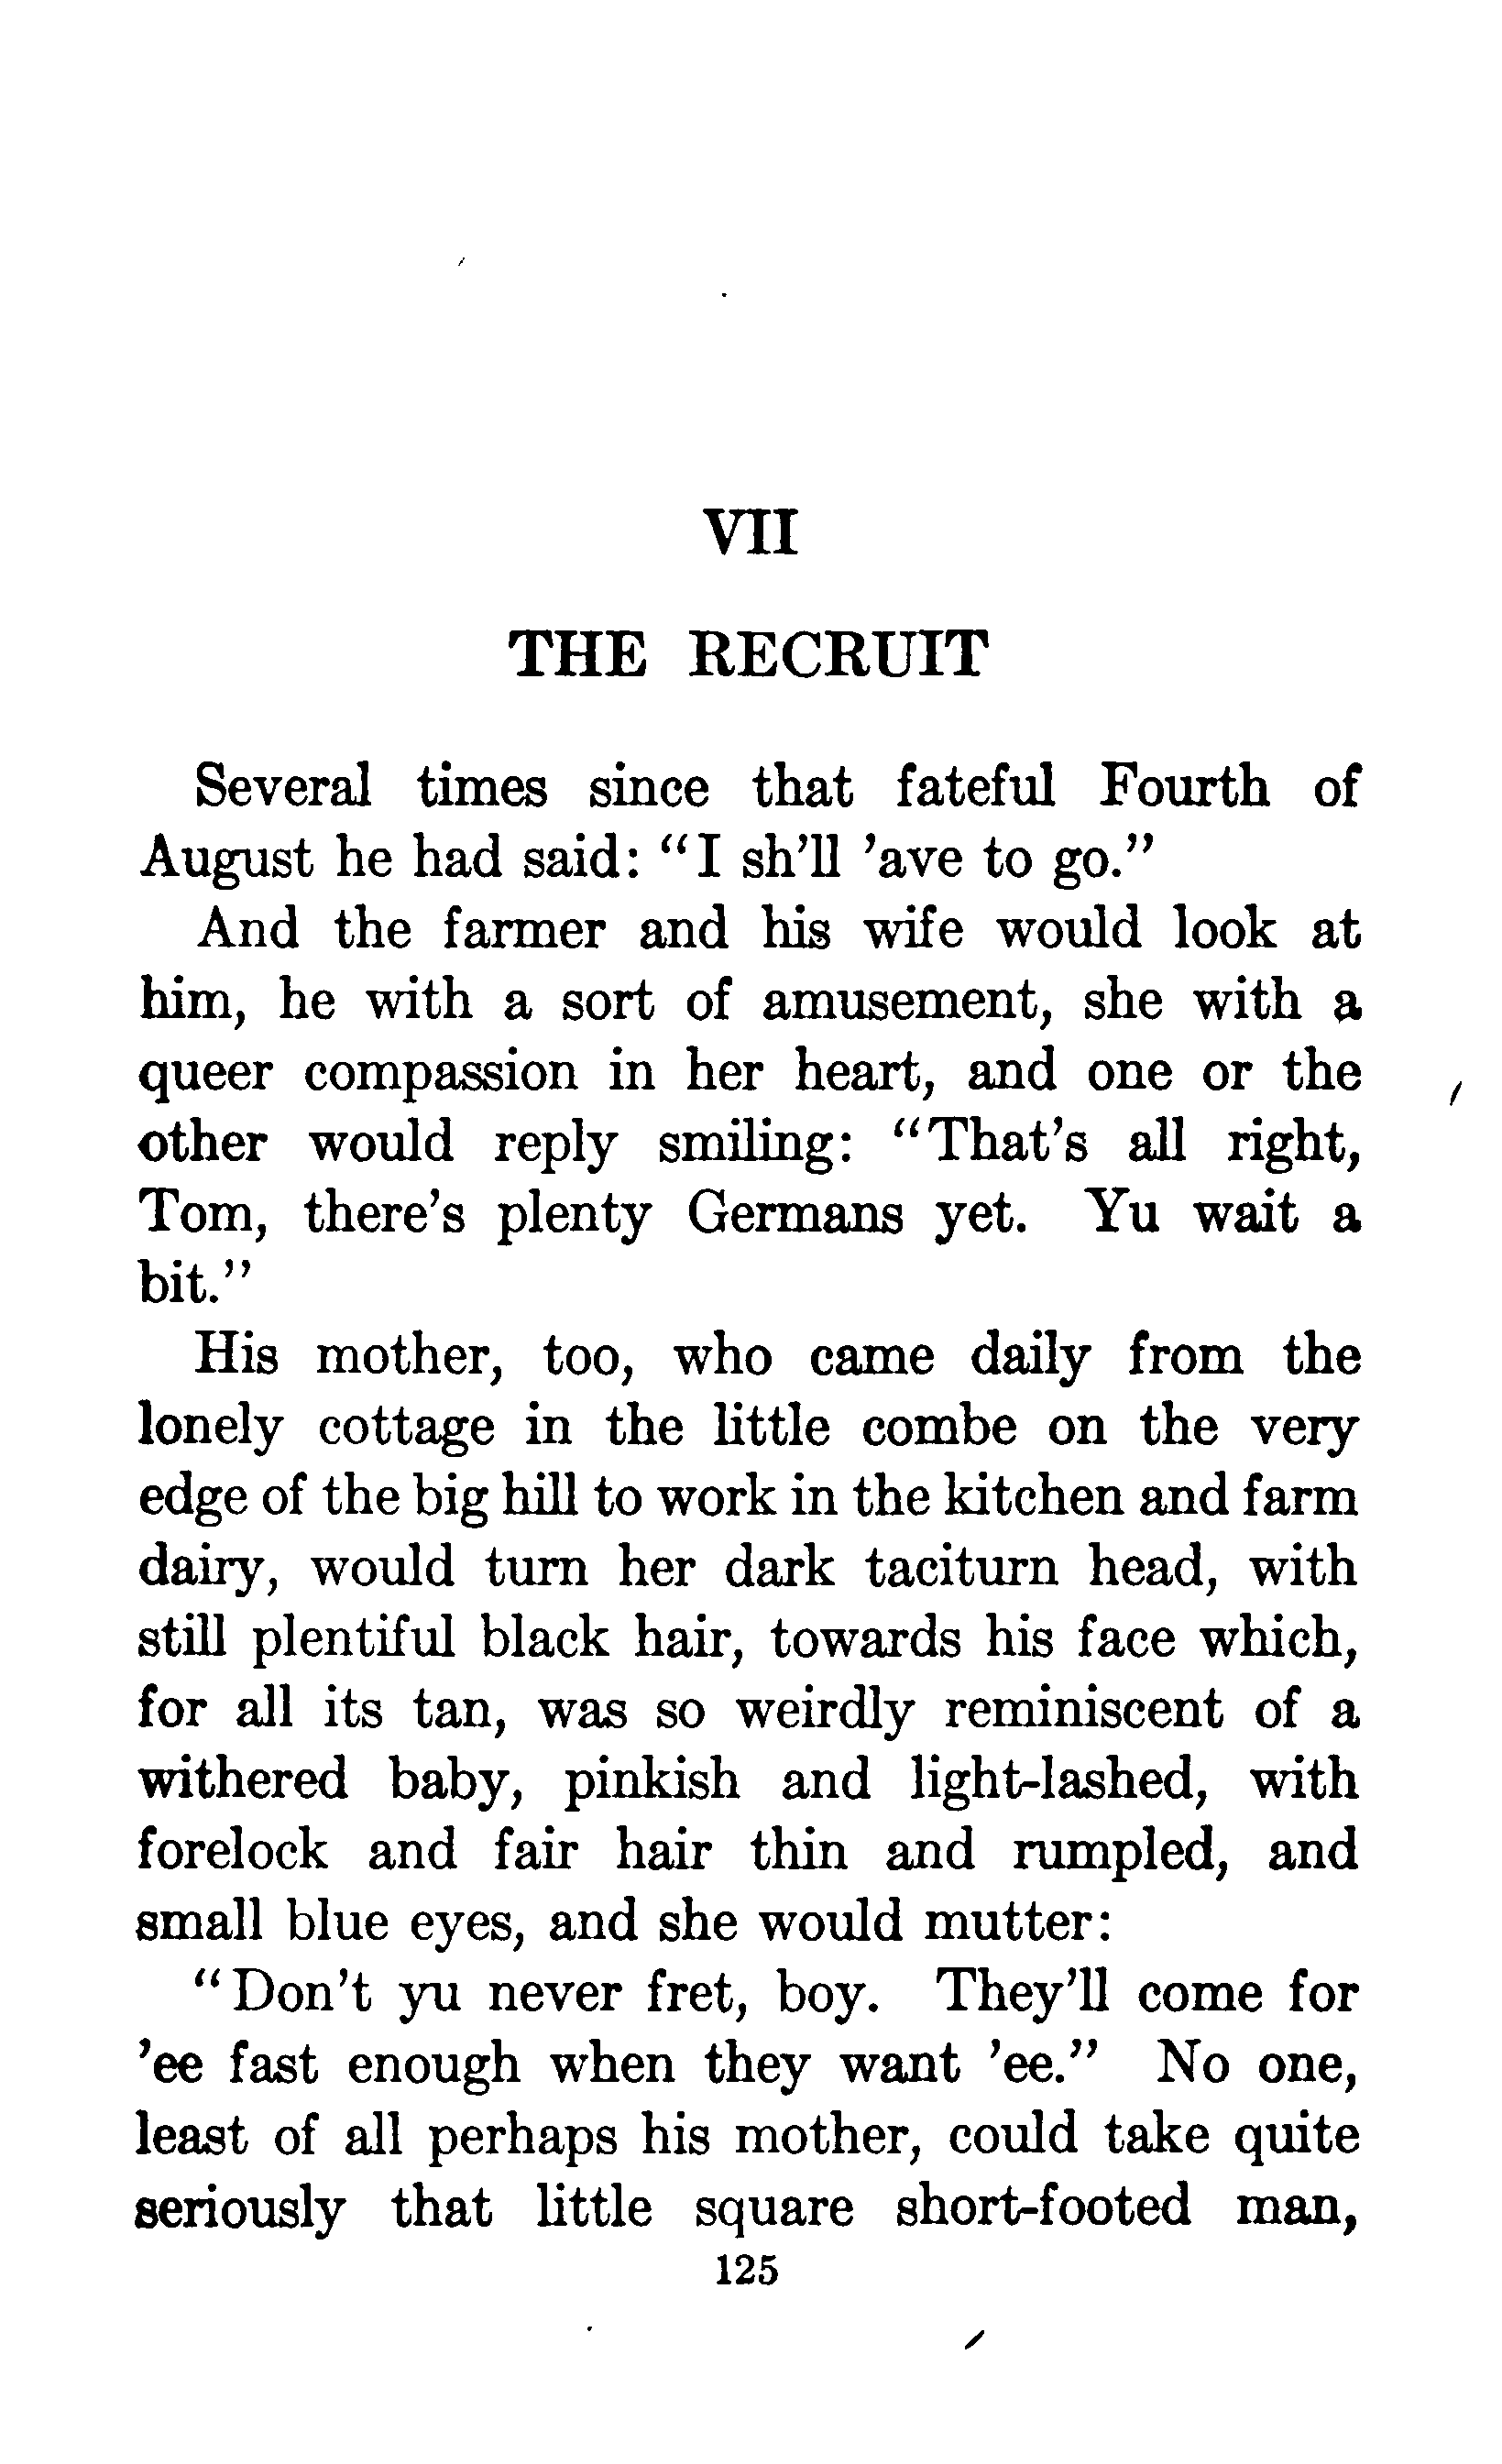 VII
THE RECRUIT
Several times since that fateful Fourth of
August he had said: “I sh’ll ’ave to go.”
And the farmer and his wife would look at
him, he with a sort of amusement, she with a
queer compassion in her heart, and one or the
other would reply smiling: “That’s all right,
Tom, there’s plenty Germans yet. Yu wait a
bit.”
His mother, too, who came daily from the
lonely cottage in the little combe on the very
edge of the big hill to work in the kitchen and farm
dairy, would turn her dark taciturn head, with
still plentiful black hair, towards his face which,
for all its tan, was so weirdly reminiscent of a
withered baby, pinkish and light-lashed, with
forelock and fair hair thin and rumpled, and
small blue eyes, and she would mutter:
“Don’t yu never fret, boy. They’ll come for
’ee fast enough when they want ’ee.” No one,
least of all perhaps his mother, could take quite
seriously that little square short-footed man,
125